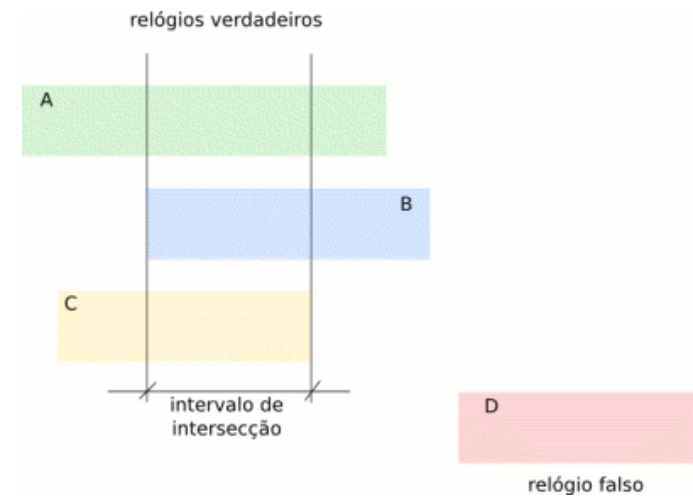 relógios verdadeiros
A
B
C
intervalo de
intersecção
D
relógio falso